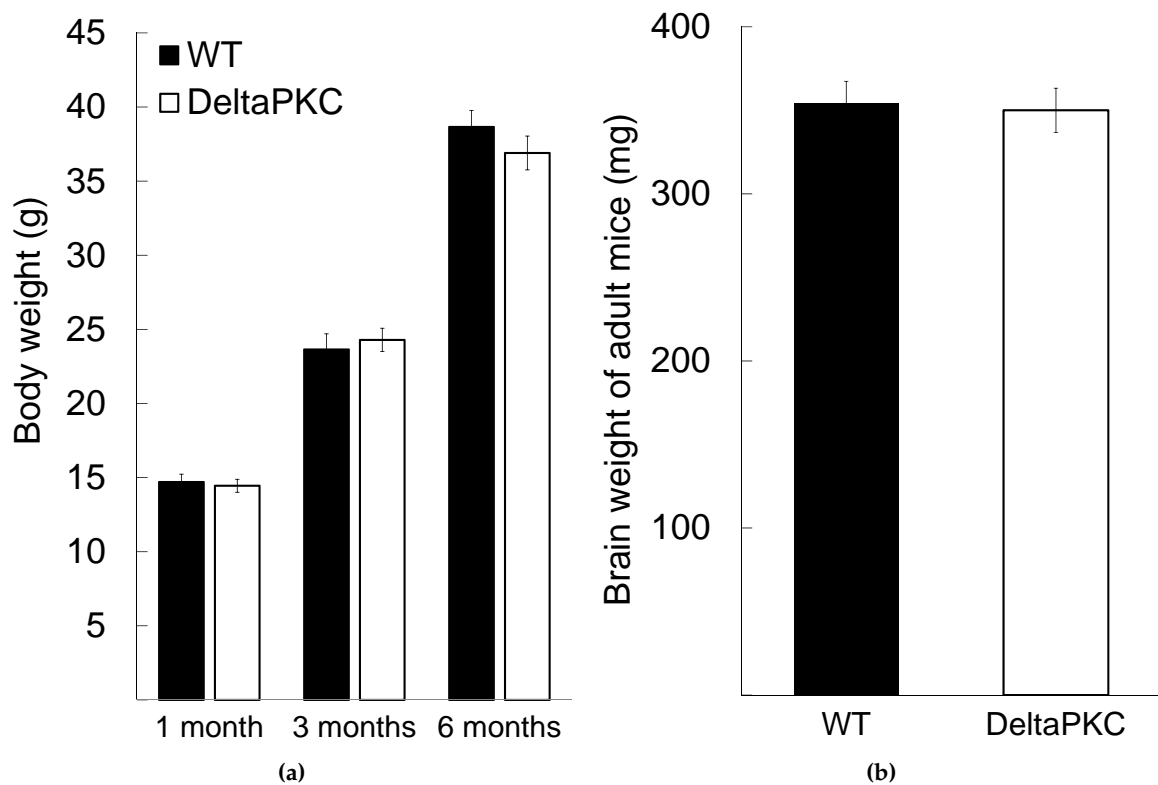 Body weight (g)
45
40
35
30
25
20
15
10
5
WT
DeltaPKC
1 month 3 months 6 months
(a)
Brain weight of adult mice (mg)
400
300
200
100
WT DeltaPKC
(b)